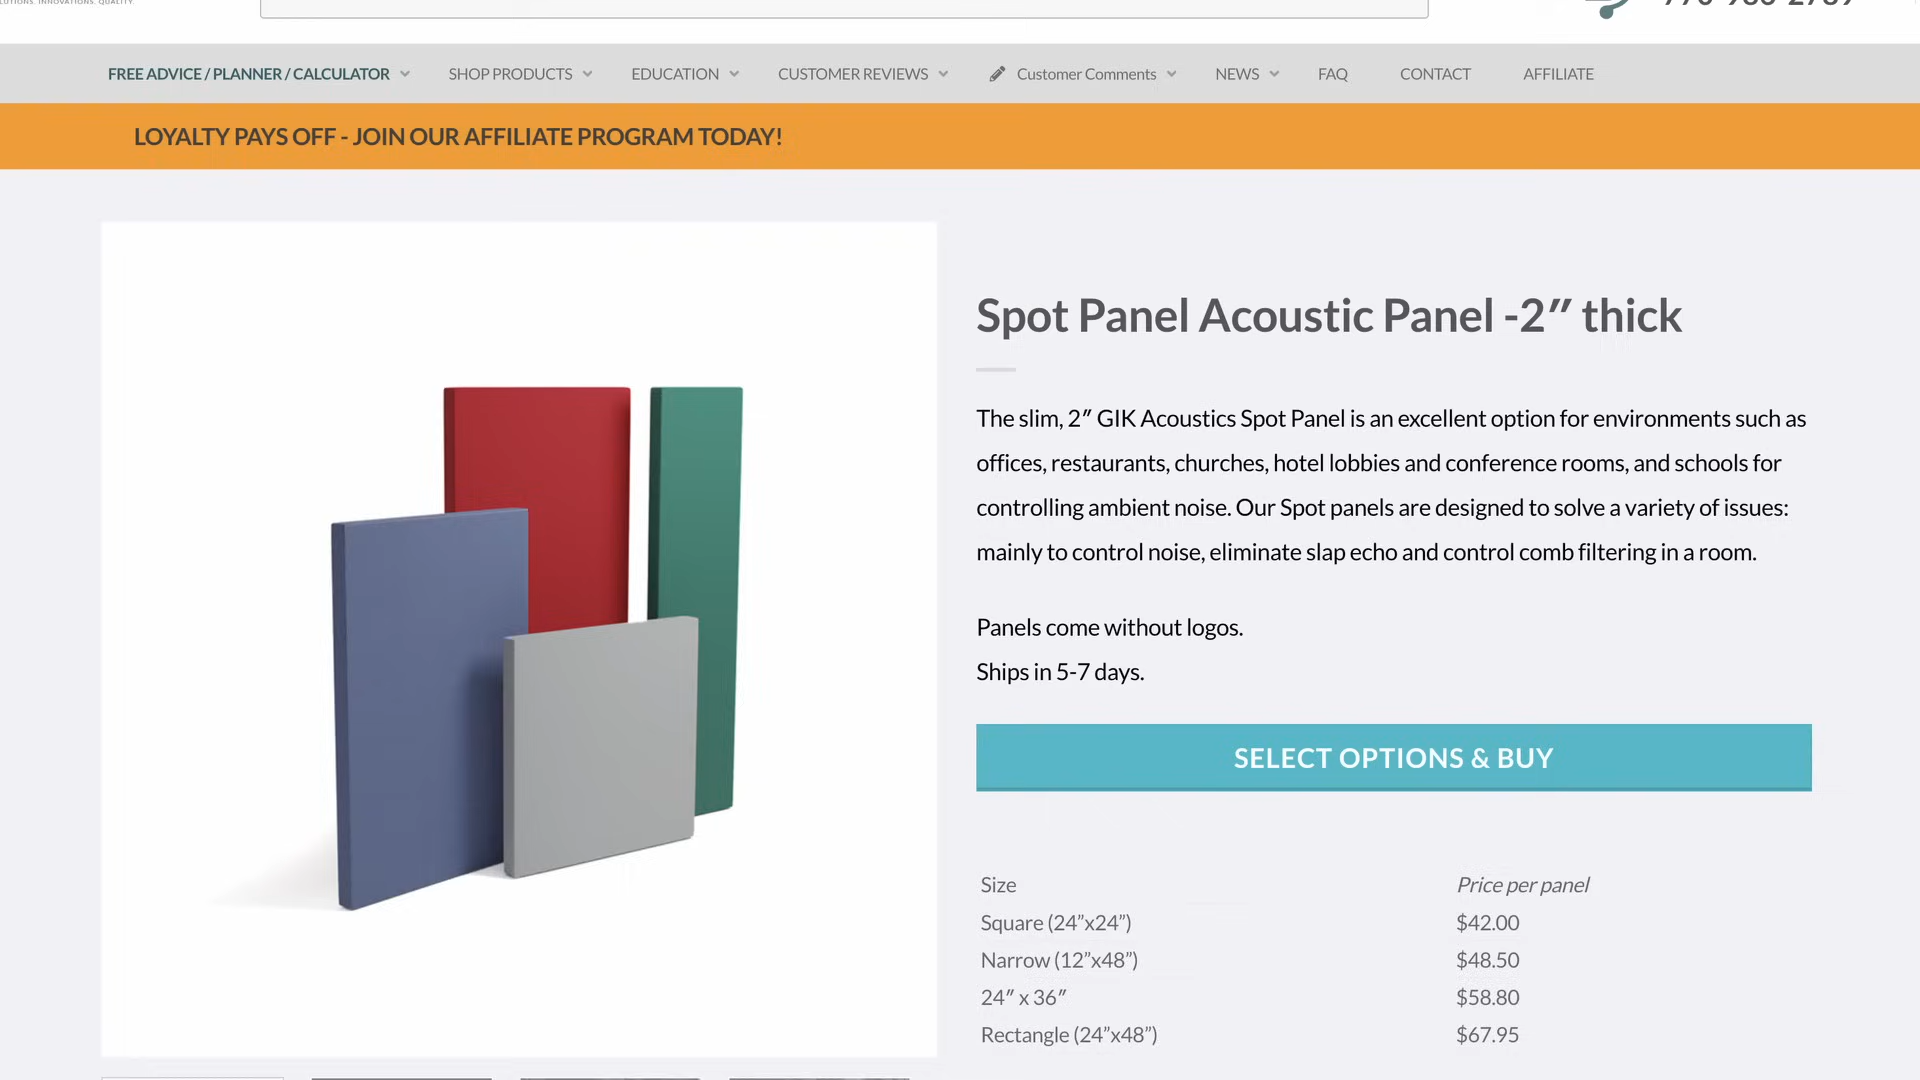 SOLUTIONS. INNOVATIONS. QUALITY.
FREE ADVICE / PLANNER / CALCULATOR SHOP PRODUCTS EDUCATION CUSTOMER REVIEWS Customer Comments NEWS FAQ CONTACT AFFILIATE
LOYALTY PAYS OFF - JOIN OUR AFFILIATE PROGRAM TODAY!
Spot Panel Acoustic Panel -2″ thick
The slim, 2″ GIK Acoustics Spot Panel is an excellent option for environments such as
offices, restaurants, churches, hotel lobbies and conference rooms, and schools for
controlling ambient noise. Our Spot panels are designed to solve a variety of issues:
mainly to control noise, eliminate slap echo and control comb filtering in a room.
Panels come without logos.
Ships in 5-7 days.
SELECT OPTIONS & BUY
Size Price per panel
Square (24”x24”) $42.00
Narrow (12”x48”) $48.50
24″ x 36″ $58.80
Rectangle (24”x48”) $67.95